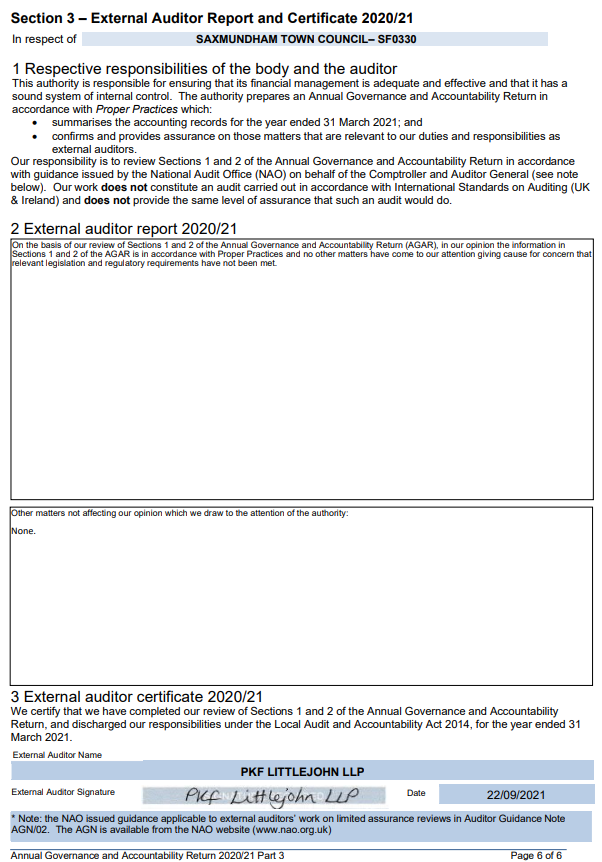 Section 3 – External Auditor Report and Certificate 2020/21
In respect of SAXMUNDHAM TOWN COUNCIL– SF0330
1 Respective responsibilities of the body and the auditor
This authority is responsible for ensuring that its financial management is adequate and effective and that it has a
sound system of internal control. The authority prepares an Annual Governance and Accountability Return in
accordance with Proper Practices which:
• summarises the accounting records for the year ended 31 March 2021; and
• confirms and provides assurance on those matters that are relevant to our duties and responsibilities as
external auditors.
Our responsibility is to review Sections 1 and 2 of the Annual Governance and Accountability Return in accordance
with guidance issued by the National Audit Office (NAO) on behalf of the Comptroller and Auditor General (see note
below). Our work does not constitute an audit carried out in accordance with International Standards on Auditing (UK
& Ireland) and does not provide the same level of assurance that such an audit would do.
2 External auditor report 2020/21
On the basis of our review of Sections 1 and 2 of the Annual Governance and Accountability Return (AGAR), in our opinion the information in
Sections 1 and 2 of the AGAR is in accordance with Proper Practices and no other matters have come to our attention giving cause for concern that
relevant legislation and regulatory requirements have not been met.
Other matters not affecting our opinion which we draw to the attention of the authority:
None.
3 External auditor certificate 2020/21
We certify that we have completed our review of Sections 1 and 2 of the Annual Governance and Accountability
Return, and discharged our responsibilities under the Local Audit and Accountability Act 2014, for the year ended 31
March 2021.
External Auditor Name
PKF LITTLEJOHN LLP
External Auditor Signature PKF Littlejohn LLP Date 22/09/2021
* Note: the NAO issued guidance applicable to external auditors' work on limited assurance reviews in Auditor Guidance Note
AGN/02. The AGN is available from the NAO website (www.nao.org.uk)
Annual Governance and Accountability Return 2020/21 Part 3 Page 6 of 6